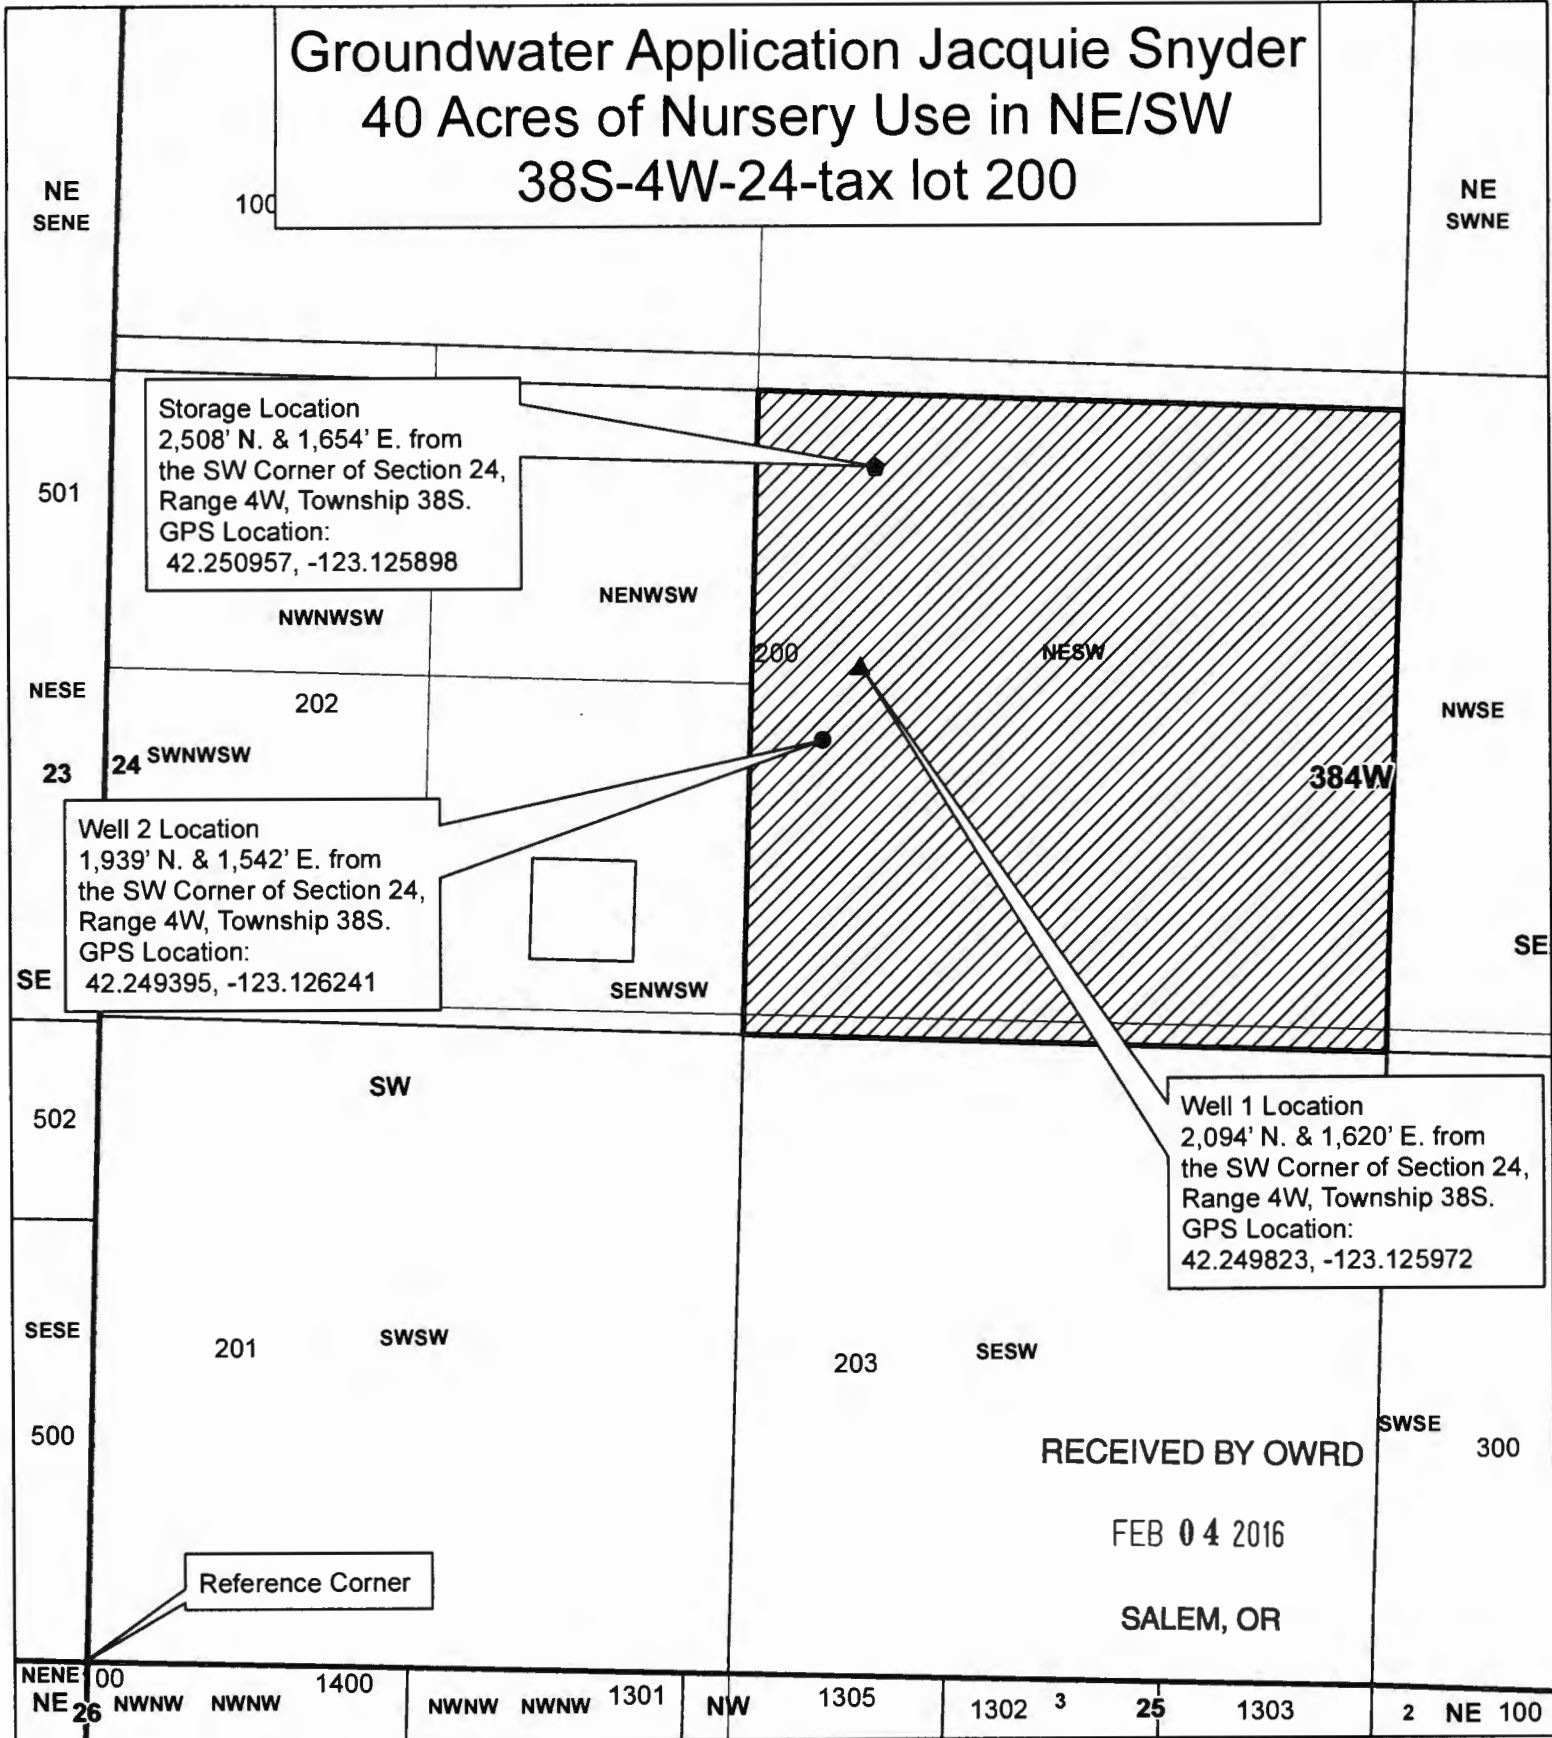 Groundwater Application Jacquie Snyder
40 Acres of Nursery Use in NE/SW
38S-4W-24-tax lot 200
NE
SENE
100
NE
SWNE
Storage Location
2,508' N. & 1,654' E. from
the SW Corner of Section 24,
Range 4W, Township 38S.
GPS Location:
42.250957, -123.125898
501
NWNWSW
NENWSW
200
NESW
NESE
202
NWSE
23
24
SWNWSW
384W
Well 2 Location
1,939' N. & 1,542' E. from
the SW Corner of Section 24,
Range 4W, Township 38S.
GPS Location:
42.249395, -123.126241
SE
SENWSW
SE
SW
502
Well 1 Location
2,094' N. & 1,620' E. from
the SW Corner of Section 24,
Range 4W, Township 38S.
GPS Location:
42.249823, -123.125972
SESE
201
SWSW
203
SESW
500
SWSE
300
RECEIVED BY OWRD
FEB 04 2016
SALEM, OR
Reference Corner
NENE
00
1400
1301
1305
1302
3
25
1303
2
NE
100
NE
26
NWNW
NWNW
NWNW
NWNW
NW